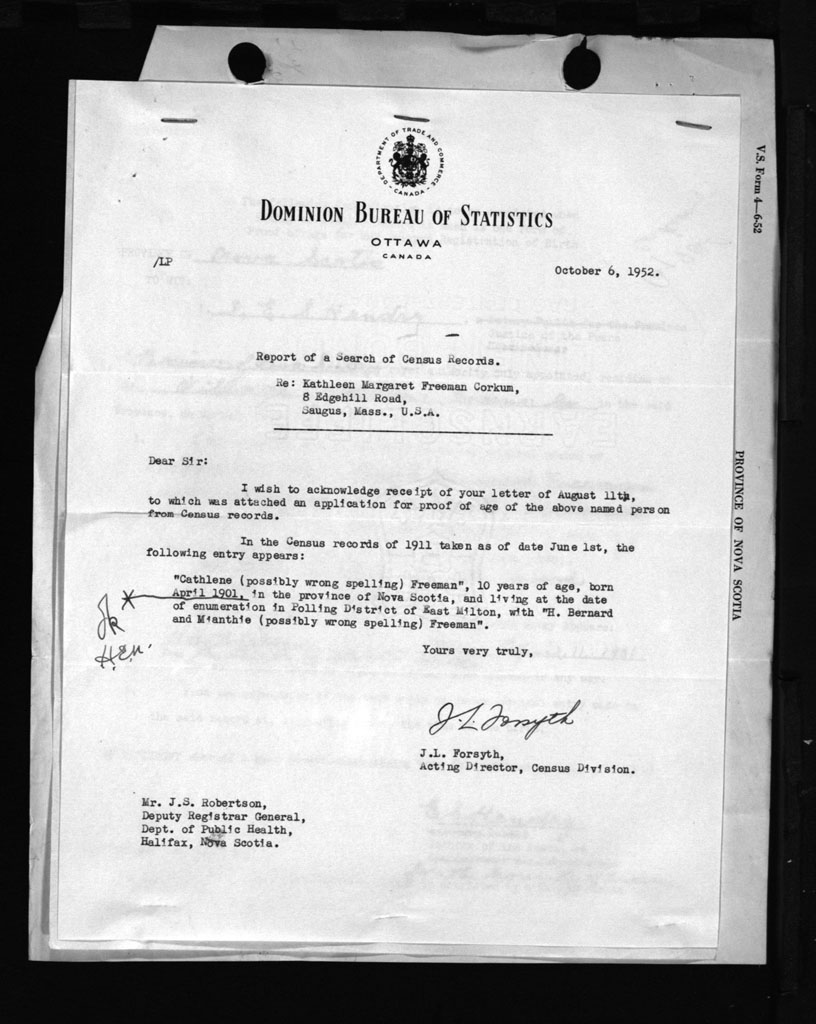 DEPARTMENT OF TRADE AND COMMERCE
- CANADA -
DOMINION BUREAU OF STATISTICS
OTTAWA
CANADA
/LP
October 6, 1952.
Report of a Search of Census Records.
Re: Kathleen Margaret Freeman Corkum,
8 Edgehill Road,
Saugus, Mass., U.S.A.
Dear Sir:
I wish to acknowledge receipt of your letter of August 11th,
to which was attached an application for proof of age of the above named person
from Census records.
In the Census records of 1911 taken as of date June 1st, the
following entry appears:
"Cathlene (possibly wrong spelling) Freeman", 10 years of age, born
April 1901, in the province of Nova Scotia, and living at the date
of enumeration in Polling District of East Milton, with "H. Bernard
and Mianthie (possibly wrong spelling) Freeman".
Yours very truly,
J.L. Forsyth
J.L. Forsyth,
Acting Director, Census Division.
Mr. J.S. Robertson,
Deputy Registrar General,
Dept. of Public Health,
Halifax, Nova Scotia.
V.S. Form 4—6-52
PROVINCE OF NOVA SCOTIA